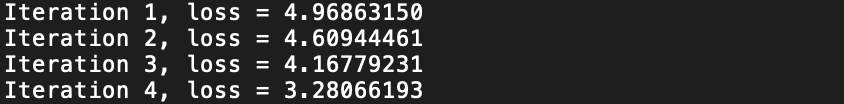 Iteration 1, loss = 4.96863150
Iteration 2, loss = 4.60944461
Iteration 3, loss = 4.16779231
Iteration 4, loss = 3.28066193